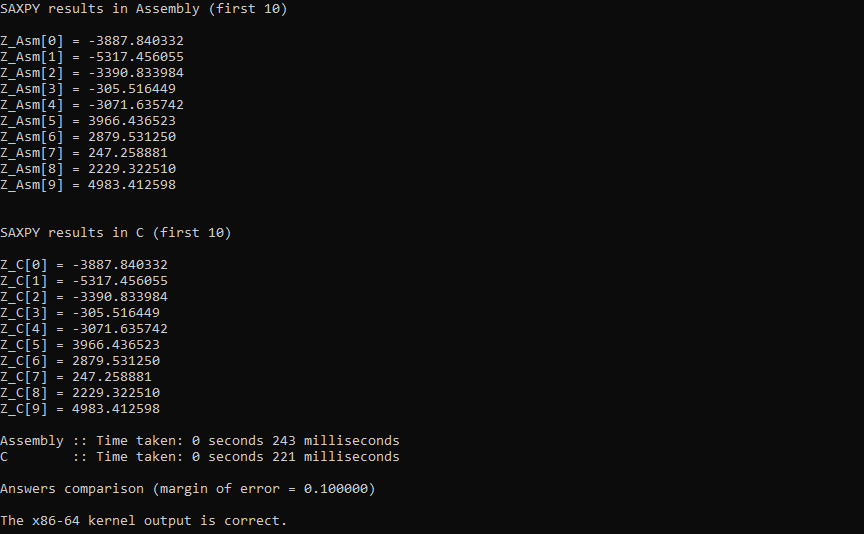 SAXPY results in Assembly (first 10)
Z_Asm[0] = -3887.840332
Z_Asm[1] = -5317.456055
Z_Asm[2] = -3390.833984
Z_Asm[3] = -305.516449
Z_Asm[4] = -3071.635742
Z_Asm[5] = 3966.436523
Z_Asm[6] = 2879.531250
Z_Asm[7] = 247.258881
Z_Asm[8] = 2229.322510
Z_Asm[9] = 4983.412598
SAXPY results in C (first 10)
Z_C[0] = -3887.840332
Z_C[1] = -5317.456055
Z_C[2] = -3390.833984
Z_C[3] = -305.516449
Z_C[4] = -3071.635742
Z_C[5] = 3966.436523
Z_C[6] = 2879.531250
Z_C[7] = 247.258881
Z_C[8] = 2229.322510
Z_C[9] = 4983.412598
Assembly :: Time taken: 0 seconds 243 milliseconds
C        :: Time taken: 0 seconds 221 milliseconds
Answers comparison (margin of error = 0.100000)
The x86-64 kernel output is correct.